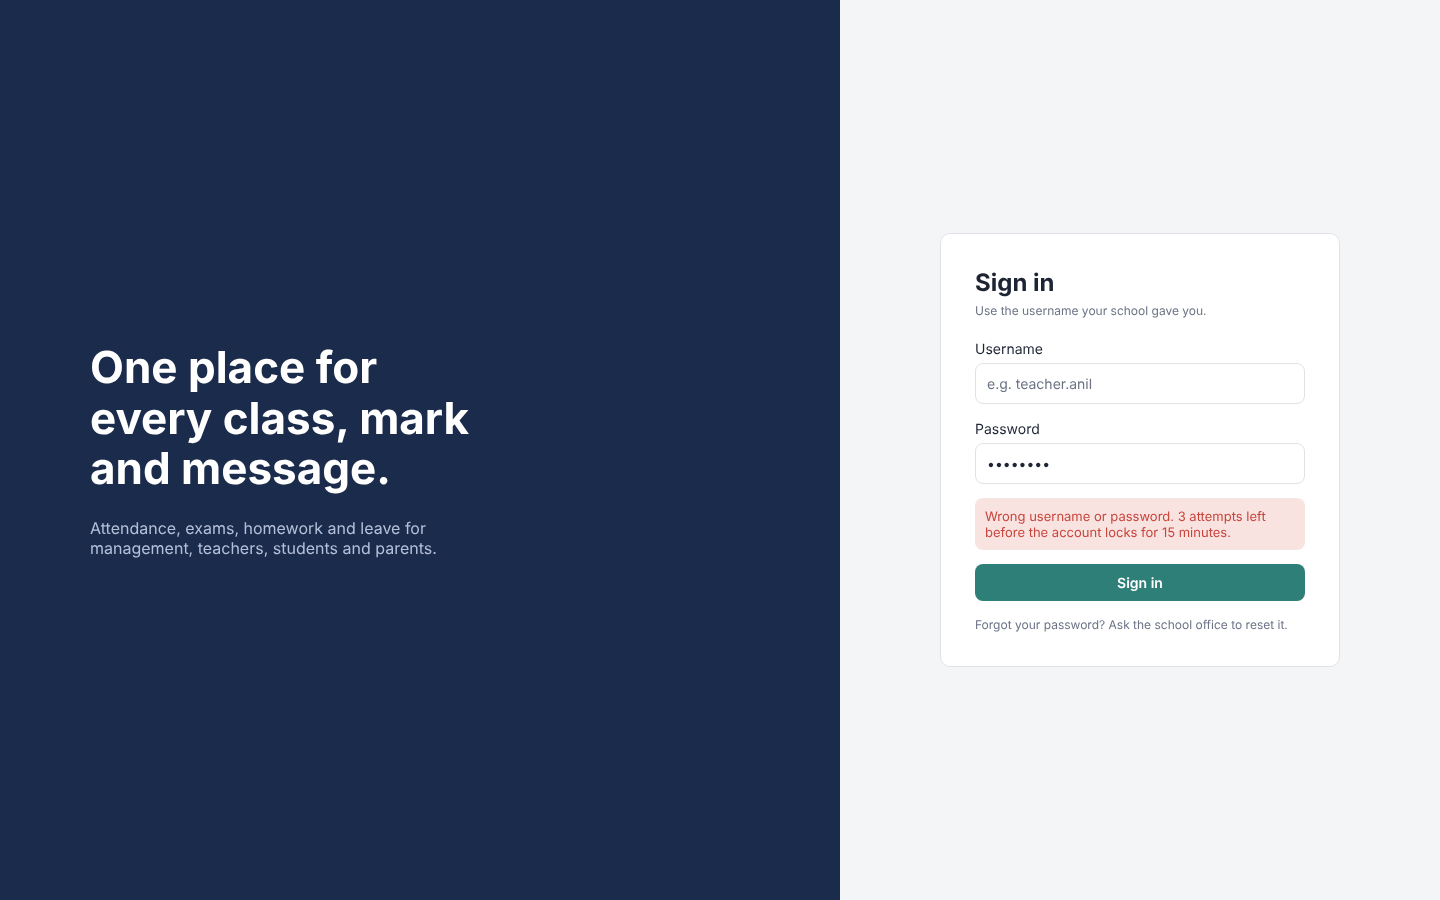 One place for
every class, mark
and message.
Attendance, exams, homework and leave for
management, teachers, students and parents.
Sign in
Use the username your school gave you.
Username
e.g. teacher.anil
Password
••••••••
Wrong username or password. 3 attempts left
before the account locks for 15 minutes.
Sign in
Forgot your password? Ask the school office to reset it.